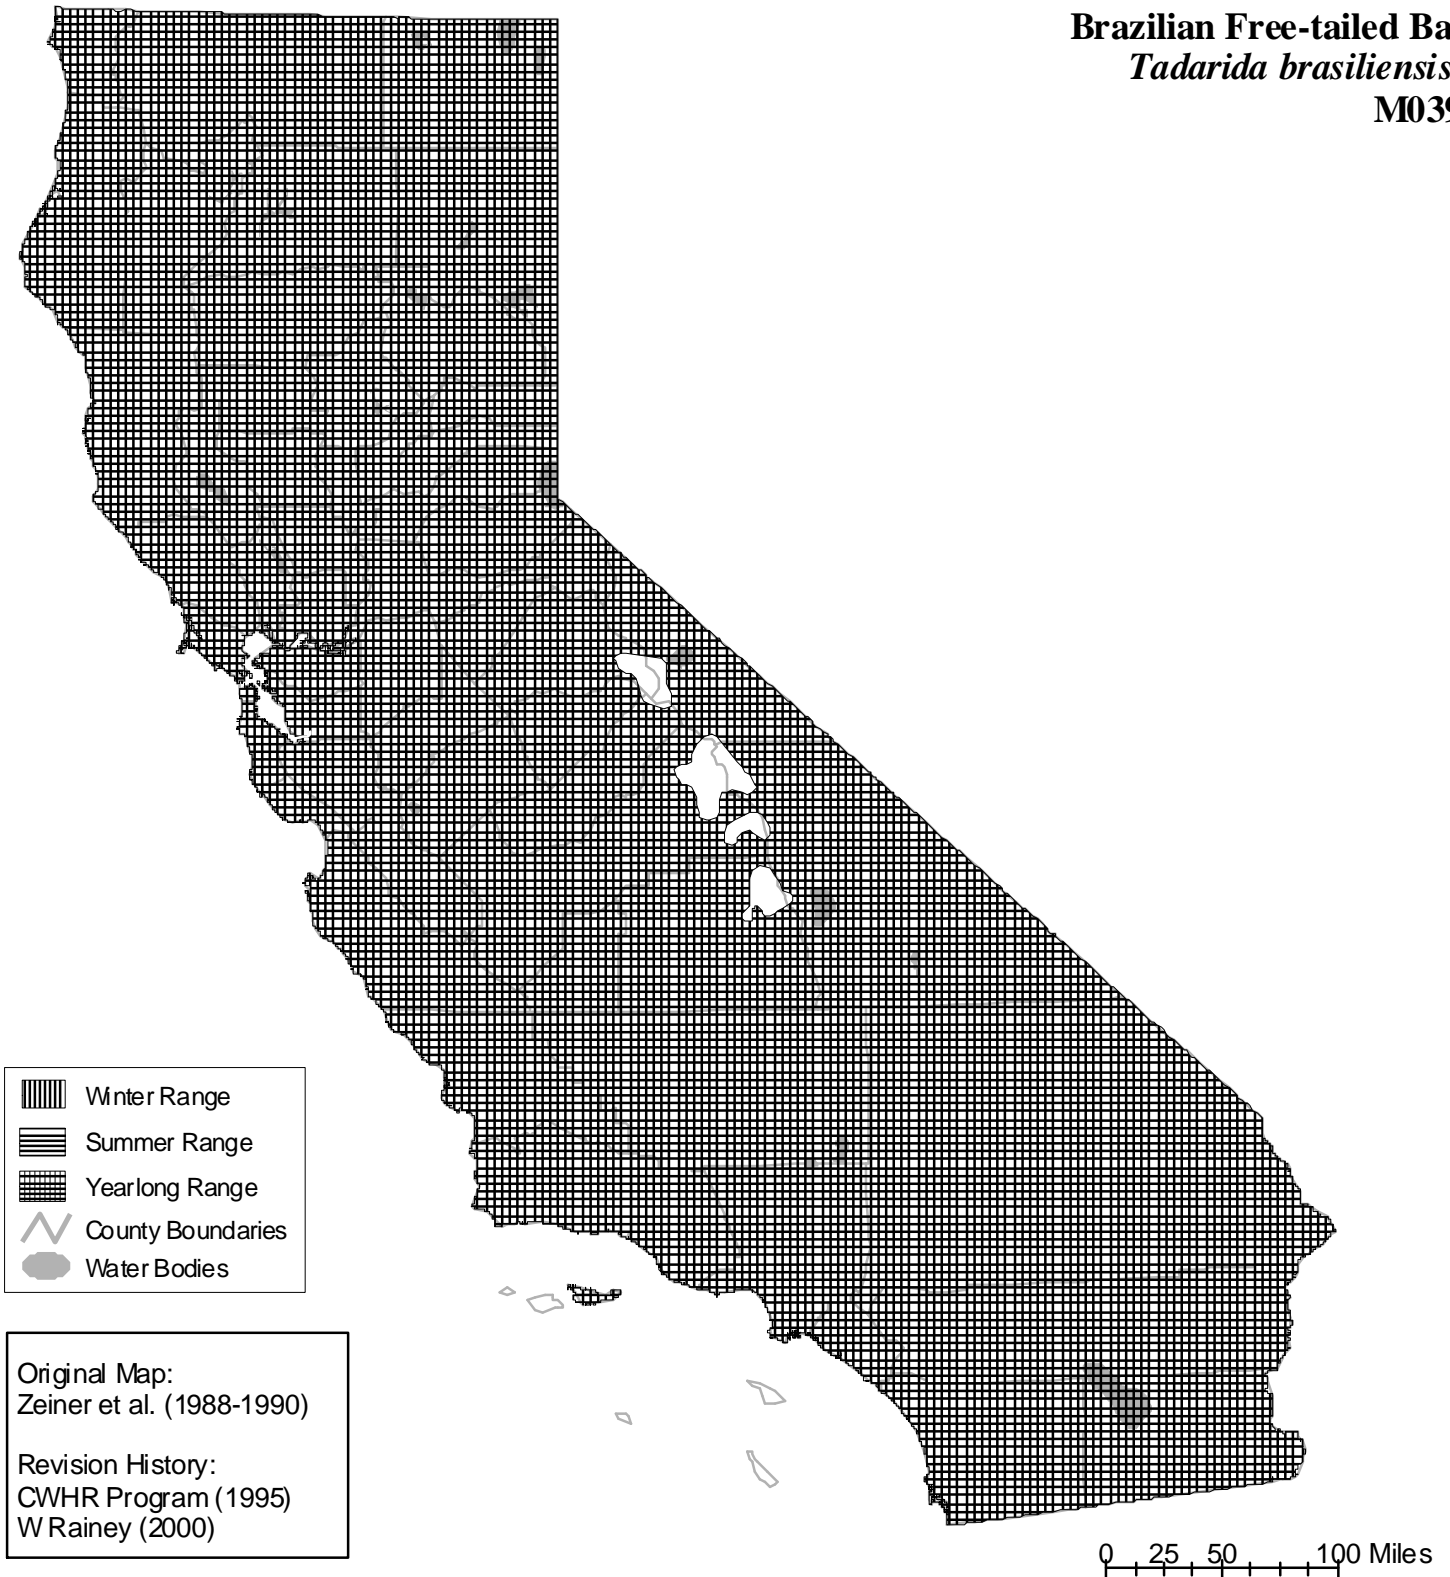 Brazilian Free-tailed Ba
Tadarida brasiliensis
M039
Winter Range
Summer Range
Yearlong Range
County Boundaries
Water Bodies
Original Map:
Zeiner et al. (1988-1990)
Revision History:
CWHR Program (1995)
W Rainey (2000)
0 25 50 100 Miles